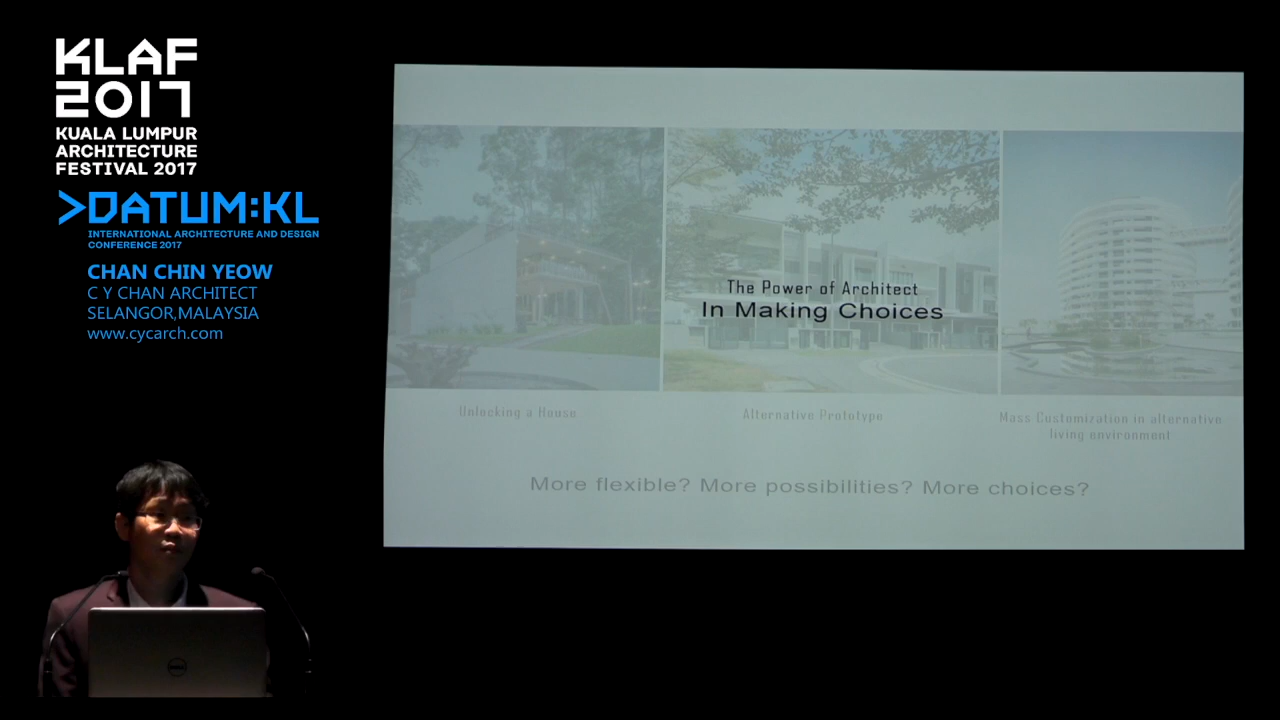 KLAF
2017
KUALA LUMPUR
ARCHITECTURE
FESTIVAL 2017
>DATUM:KL
INTERNATIONAL ARCHITECTURE AND DESIGN
CONFERENCE 2017
CHAN CHIN YEOW
C Y CHAN ARCHITECT
SELANGOR,MALAYSIA
www.cycarch.com
The Power of Architect
In Making Choices
Unlocking a House
Alternative Prototype
Mass Customization in alternative
living environment
More flexible? More possibilities? More choices?
DELL